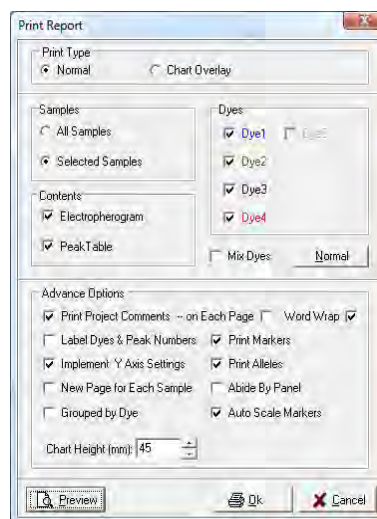 Print Report
Print Type
Normal Chart Overlay
Samples
All Samples
Selected Samples
Dyes
Dye1
Dye2
Dye3
Dye4
Contents
Electropherogram
PeakTable
Mix Dyes Normal
Advance Options
Print Project Comments -- on Each Page Word Wrap
Label Dyes & Peak Numbers Print Markers
Implement Y Axis Settings Print Alleles
New Page for Each Sample Abide By Panel
Grouped by Dye Auto Scale Markers
Chart Height (mm): 45
Preview Ok Cancel